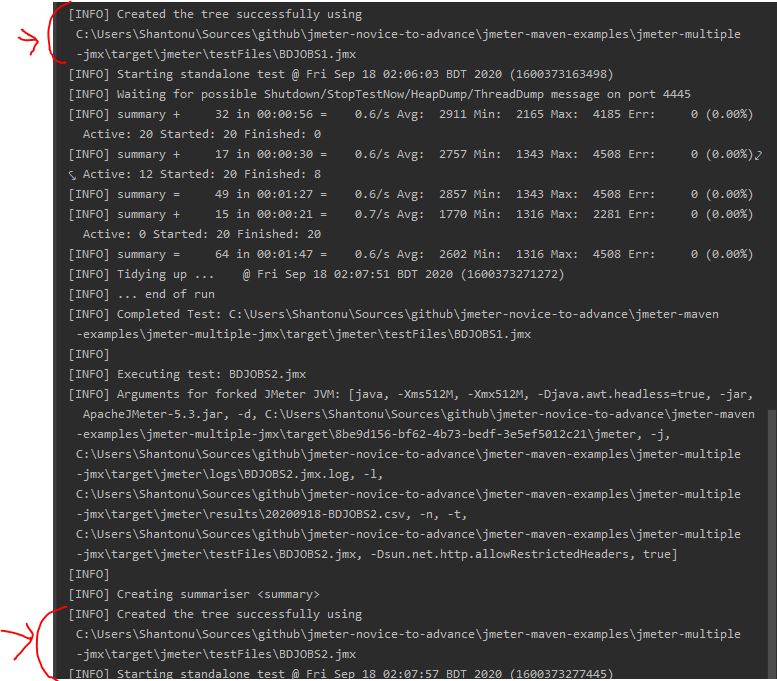 [INFO] Created the tree successfully using
C:\Users\Shantonu\Sources\github\jmeter-novice-to-advance\jmeter-maven-examples\jmeter-multiple
-jmx\target\jmeter\testFiles\BDJOBS1.jmx
[INFO] Starting standalone test @ Fri Sep 18 02:06:03 BDT 2020 (1600373163498)
[INFO] Waiting for possible Shutdown/StopTestNow/HeapDump/ThreadDump message on port 4445
[INFO] summary +     32 in 00:00:56 =    0.6/s Avg:  2911 Min:  2165 Max:  4185 Err:     0 (0.00%)
Active: 20 Started: 20 Finished: 0
[INFO] summary +     17 in 00:00:30 =    0.6/s Avg:  2757 Min:  1343 Max:  4508 Err:     0 (0.00%)
Active: 12 Started: 20 Finished: 8
[INFO] summary =     49 in 00:01:27 =    0.6/s Avg:  2857 Min:  1343 Max:  4508 Err:     0 (0.00%)
[INFO] summary +     15 in 00:00:21 =    0.7/s Avg:  1770 Min:  1316 Max:  2281 Err:     0 (0.00%)
Active: 0 Started: 20 Finished: 20
[INFO] summary =     64 in 00:01:47 =    0.6/s Avg:  2602 Min:  1316 Max:  4508 Err:     0 (0.00%)
[INFO] Tidying up ...    @ Fri Sep 18 02:07:51 BDT 2020 (1600373271272)
[INFO] ... end of run
[INFO] Completed Test: C:\Users\Shantonu\Sources\github\jmeter-novice-to-advance\jmeter-maven
-examples\jmeter-multiple-jmx\target\jmeter\testFiles\BDJOBS1.jmx
[INFO]
[INFO] Executing test: BDJOBS2.jmx
[INFO] Arguments for forked JMeter JVM: [java, -Xms512M, -Xmx512M, -Djava.awt.headless=true, -jar,
ApacheJMeter-5.3.jar, -d, C:\Users\Shantonu\Sources\github\jmeter-novice-to-advance\jmeter-maven
-examples\jmeter-multiple-jmx\target\8be9d156-bf62-4b73-bedf-3e5ef5012c21\jmeter, -j,
C:\Users\Shantonu\Sources\github\jmeter-novice-to-advance\jmeter-maven-examples\jmeter-multiple
-jmx\target\jmeter\logs\BDJOBS2.jmx.log, -l,
C:\Users\Shantonu\Sources\github\jmeter-novice-to-advance\jmeter-maven-examples\jmeter-multiple
-jmx\target\jmeter\results\20200918-BDJOBS2.csv, -n, -t,
C:\Users\Shantonu\Sources\github\jmeter-novice-to-advance\jmeter-maven-examples\jmeter-multiple
-jmx\target\jmeter\testFiles\BDJOBS2.jmx, -Dsun.net.http.allowRestrictedHeaders, true]
[INFO]
[INFO] Creating summariser <summary>
[INFO] Created the tree successfully using
C:\Users\Shantonu\Sources\github\jmeter-novice-to-advance\jmeter-maven-examples\jmeter-multiple
-jmx\target\jmeter\testFiles\BDJOBS2.jmx
[INFO] Starting standalone test @ Fri Sep 18 02:07:57 BDT 2020 (1600373277445)